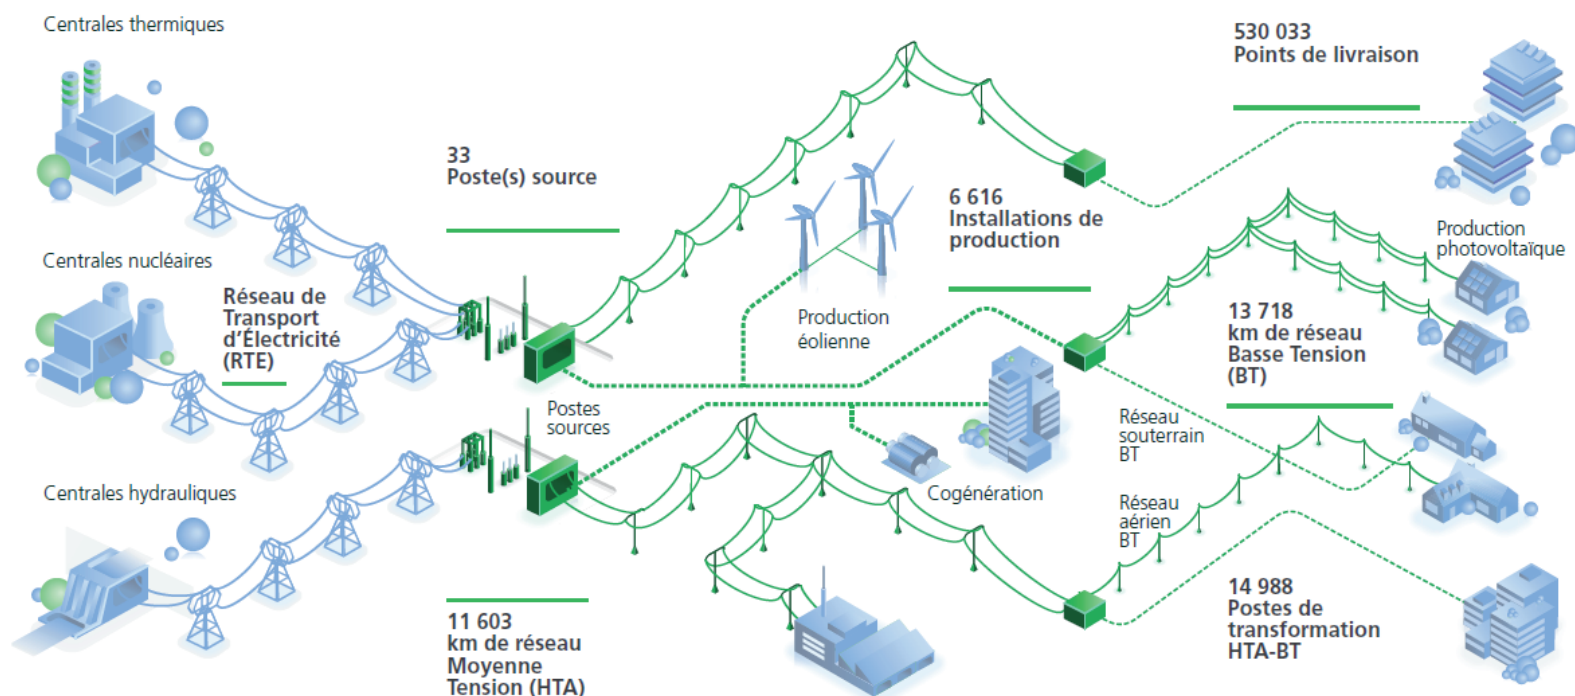 Centrales thermiques
530 033
Points de livraison
33
Poste(s) source
6 616
Installations de
production
Production
photovoltaïque
Centrales nucléaires
Réseau de
Transport
d'Électricité
(RTE)
Production
éolienne
13 718
km de réseau
Basse Tension
(BT)
Postes
sources
Réseau
souterrain
BT
Centrales hydrauliques
Cogénération
Réseau
aérien
BT
11 603
km de réseau
Moyenne
Tension (HTA)
14 988
Postes de
transformation
HTA-BT